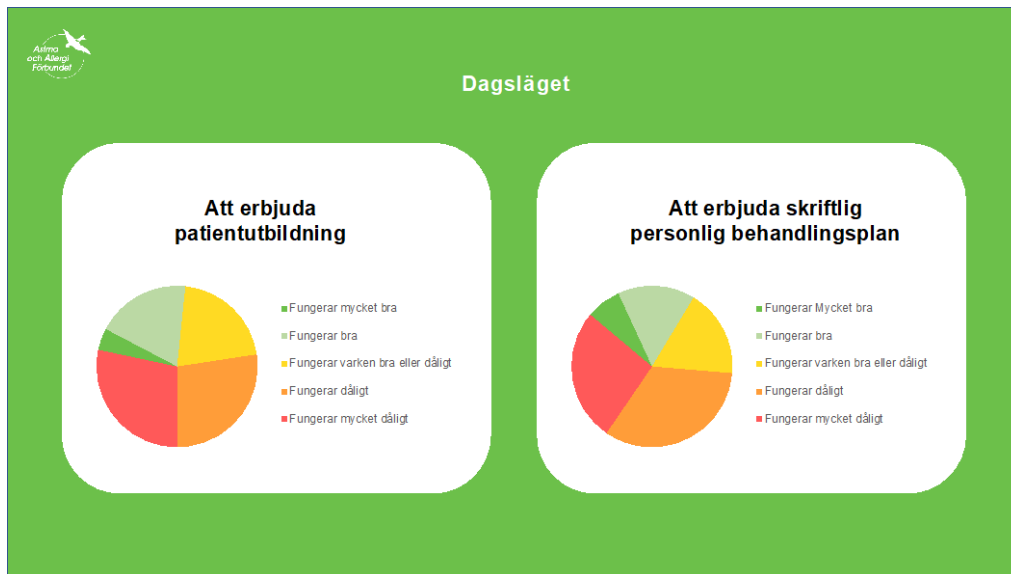 Astma
och Allergi
Förbundet
Dagsläget
Att erbjuda
patientutbildning
Fungerar mycket bra
Fungerar bra
Fungerar varken bra eller dåligt
Fungerar dåligt
Fungerar mycket dåligt
Att erbjuda skriftlig
personlig behandlingsplan
Fungerar Mycket bra
Fungerar bra
Fungerar varken bra eller dåligt
Fungerar dåligt
Fungerar mycket dåligt